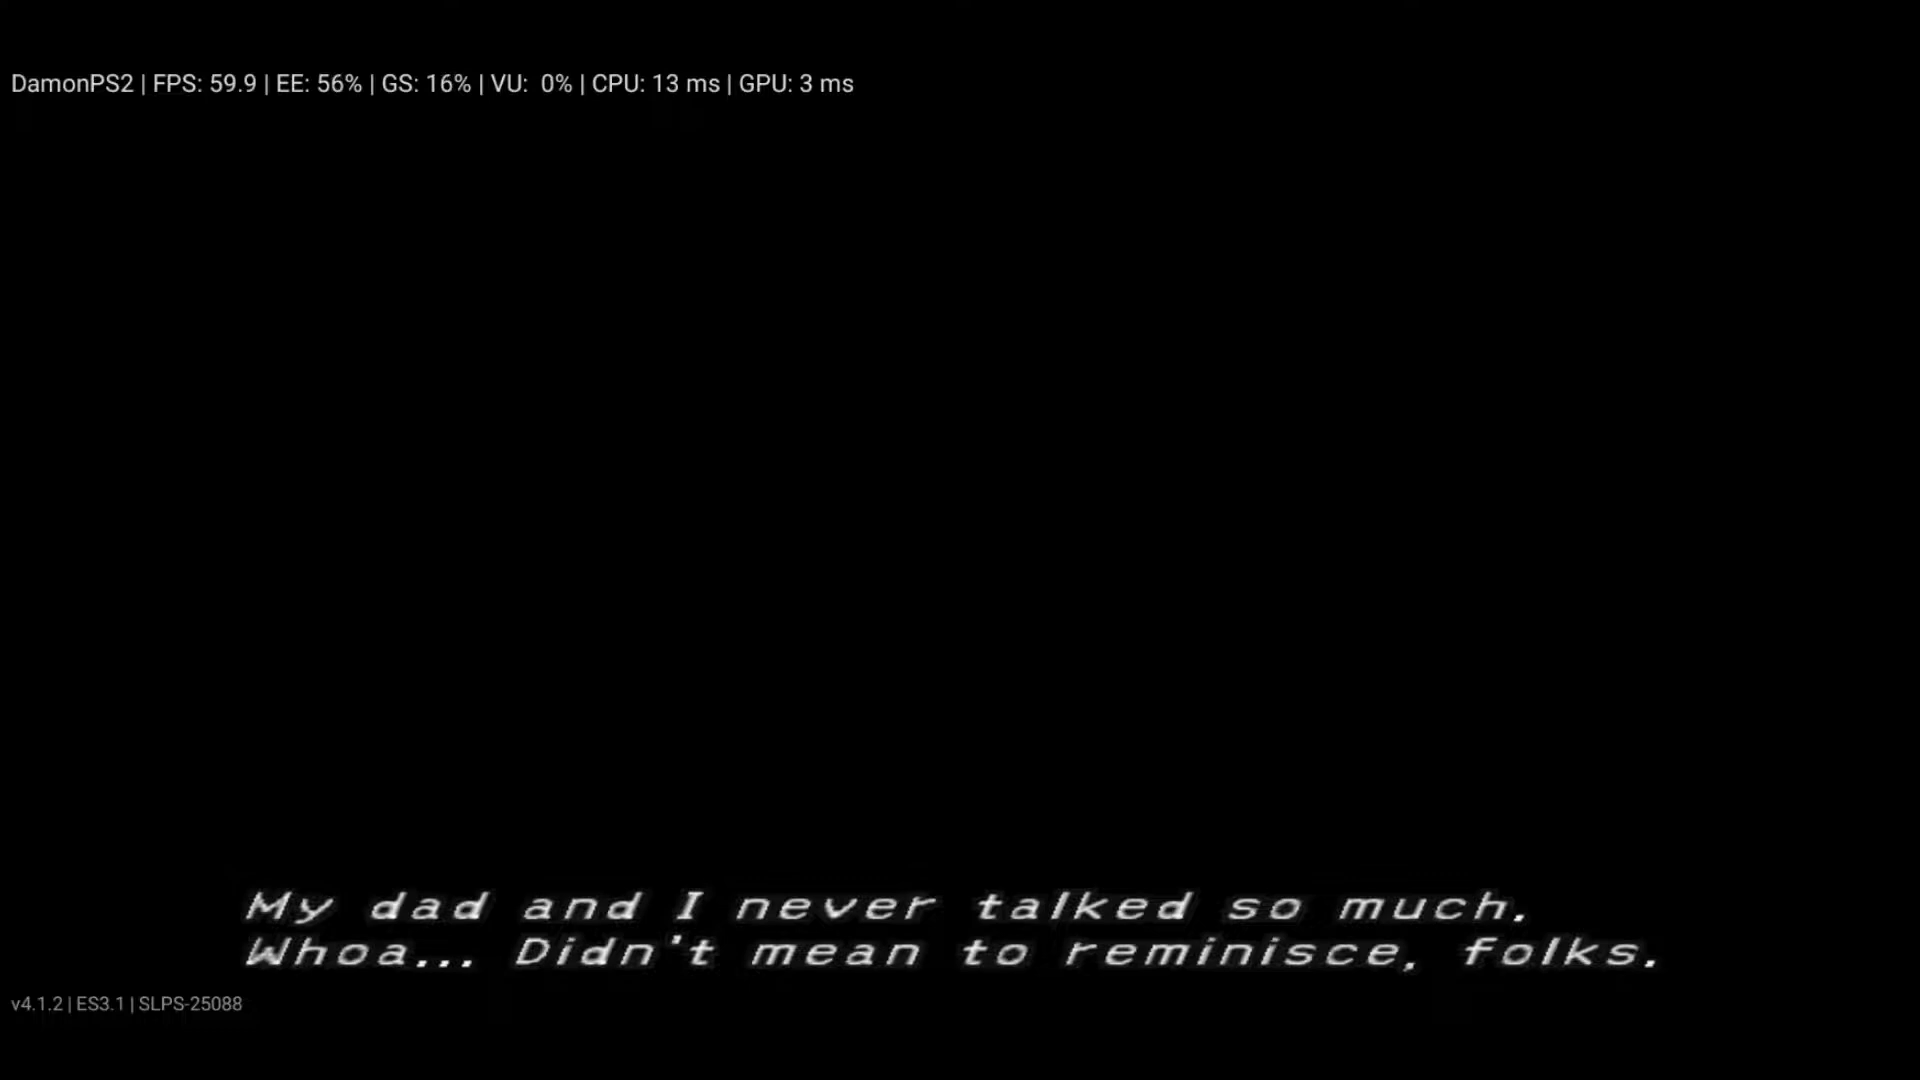 DamonPS2 | FPS: 59.9 | EE: 56% | GS: 16% | VU:  0% | CPU: 13 ms | GPU: 3 ms
My dad and I never talked so much.
Whoa... Didn't mean to reminisce, folks.
v4.1.2 | ES3.1 | SLPS-25088